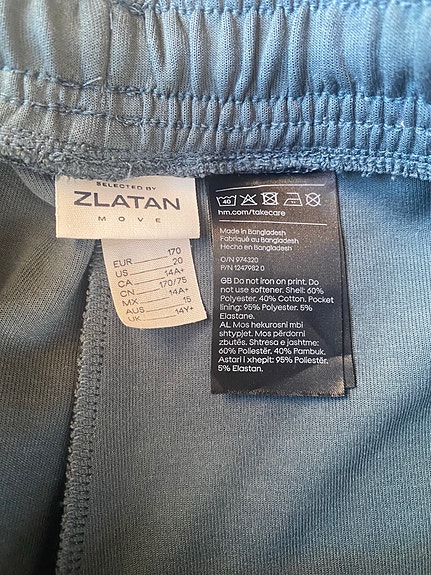 SELECTED BY
ZLATAN
MOVE
EUR 170
US 20
CA 14A+
CN 170/75
MX 14A+
AUS 15
UK 14Y+
40
hm.com/takecare
Made in Bangladesh
Fabriqué au Bangladesh
Hecho en Bangladesh
O/N 974320
P/N 1247982 0
GB Do not iron on print. Do
not use softener. Shell: 60%
Polyester. 40% Cotton. Pocket
lining: 95% Polyester. 5%
Elastane.
AL. Mos hekurosni mbi
shtypjet. Mos përdorni
zbutës. Shtresa e jashtme:
60% Poliestër. 40% Pambuk.
Astari i xhepit: 95% Poliestër.
5% Elastan.